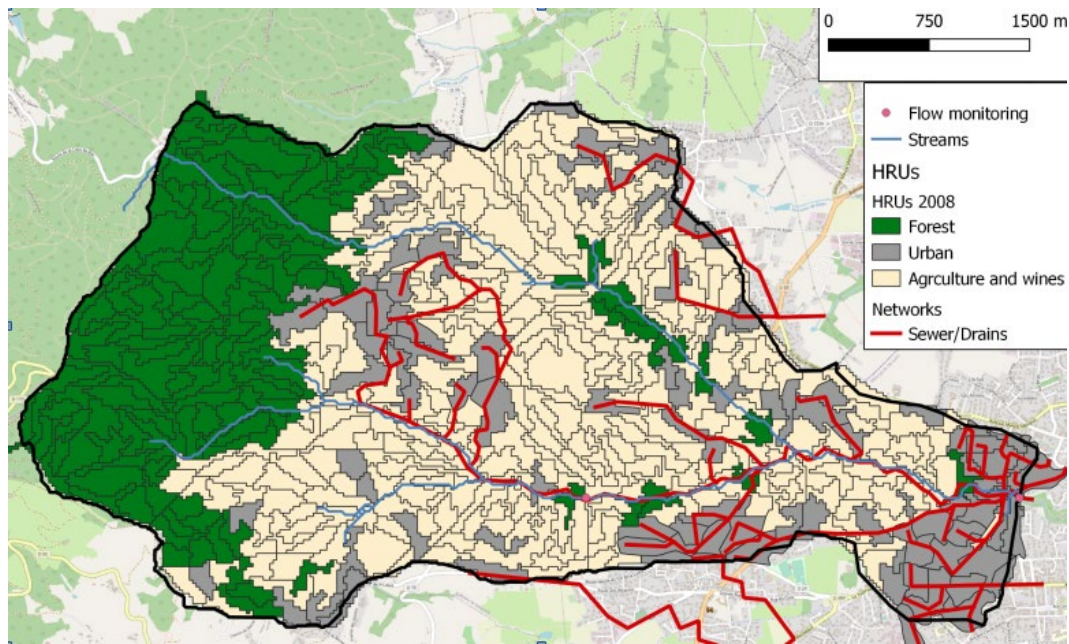 0 750 1500 m
Flow monitoring
Streams
HRUs
HRUs 2008
Forest
Urban
Agrculture and wines
Networks
Sewer/Drains